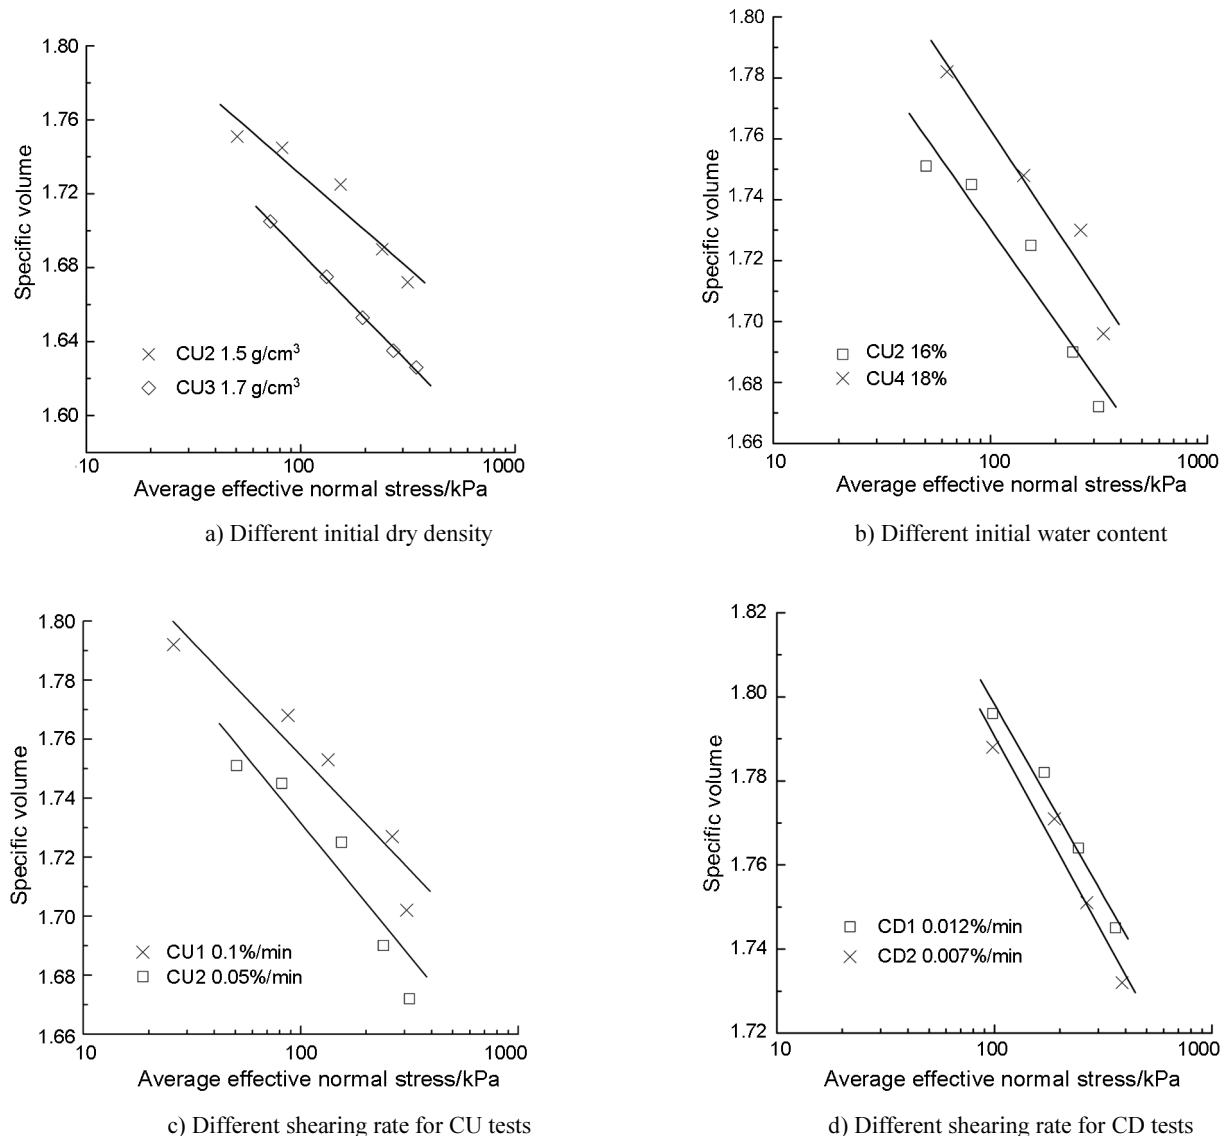 1.80
1.76
1.72
1.68
1.64
1.60
Specific volume
CU2 1.5 g/cm³
CU3 1.7 g/cm³
10 100 1000
Average effective normal stress/kPa
a) Different initial dry density
1.80
1.78
1.76
1.74
1.72
1.70
1.68
1.66
Specific volume
CU2 16%
CU4 18%
10 100 1000
Average effective normal stress/kPa
b) Different initial water content
1.80
1.78
1.76
1.74
1.72
1.70
1.68
1.66
Specific volume
CU1 0.1%/min
CU2 0.05%/min
10 100 1000
Average effective normal stress/kPa
c) Different shearing rate for CU tests
1.82
1.80
1.78
1.76
1.74
1.72
Specific volume
CD1 0.012%/min
CD2 0.007%/min
10 100 1000
Average effective normal stress/kPa
d) Different shearing rate for CD tests